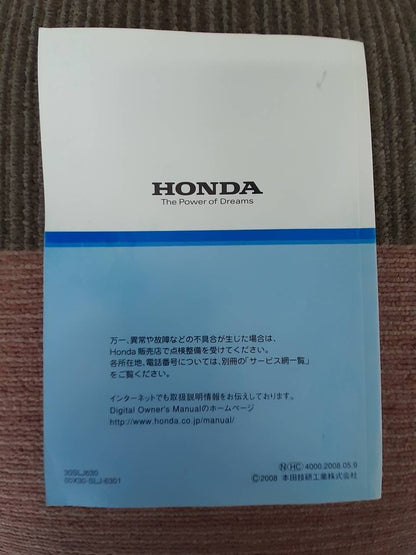 HONDA
The Power of Dreams
万一、異常や故障などの不具合が生じた場合は、
Honda 販売店で点検整備を受けてください。
各所在地、電話番号については、別冊の「サービス網一覧」
をご覧ください。
インターネットでも取扱説明情報をお伝えしております。
Digital Owner's Manualのホームページ
http://www.honda.co.jp/manual/
30SLJ630
00X30-SLJ-6301
Ⓝ HC 4000.2008.05.9
©2008 本田技研工業株式会社